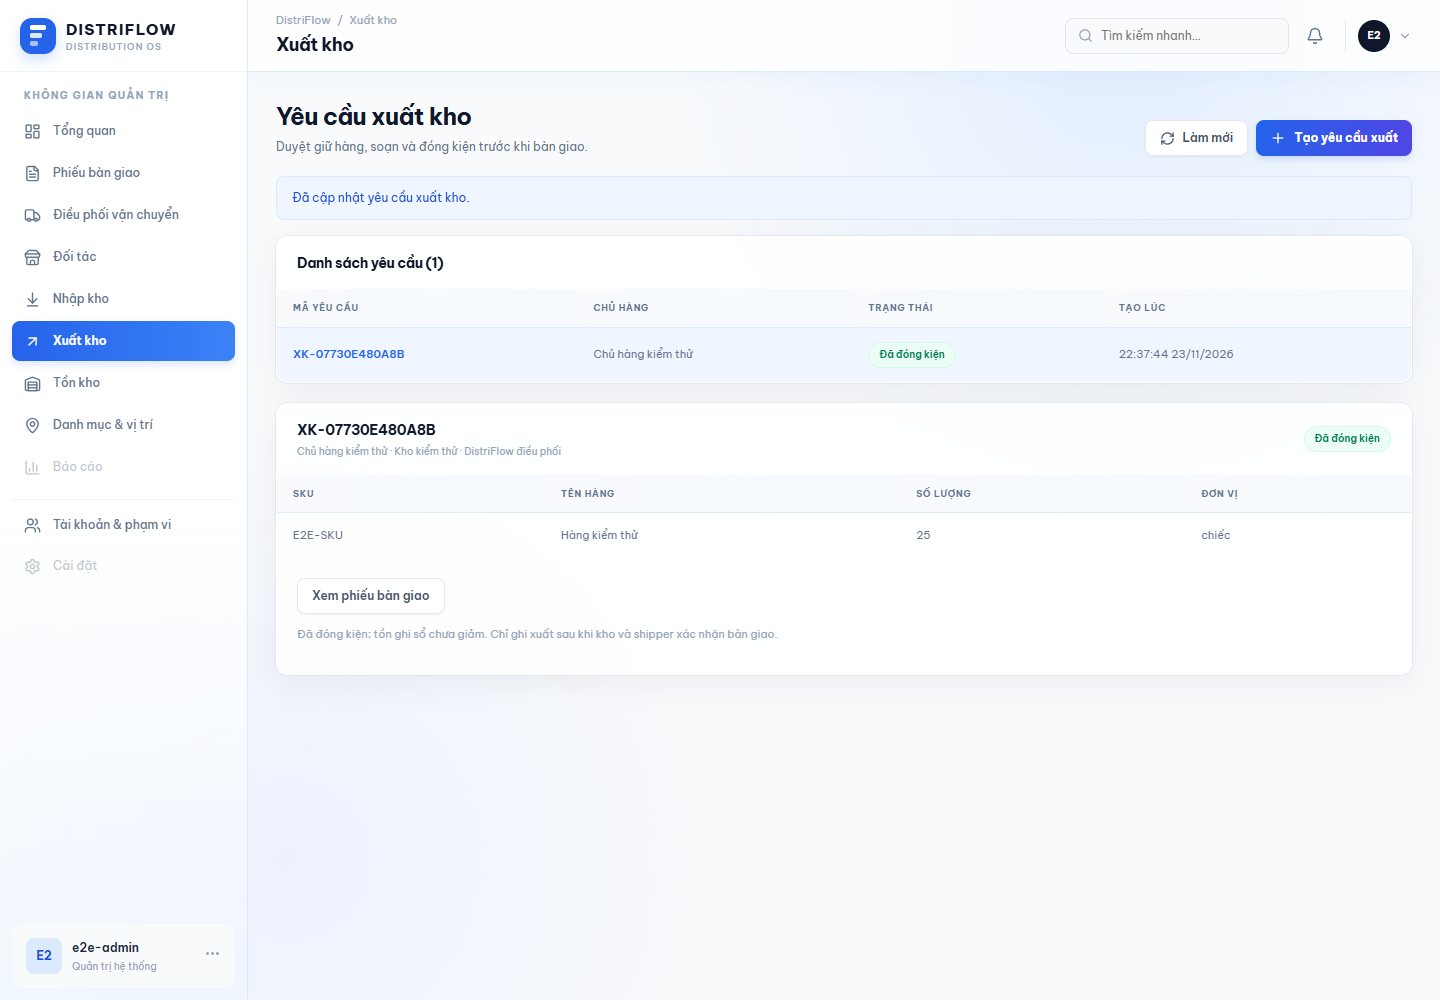 DISTRIFLOW
DISTRIBUTION OS
KHÔNG GIAN QUẢN TRỊ
Tổng quan
Phiếu bàn giao
Điều phối vận chuyển
Đối tác
Nhập kho
Xuất kho
Tồn kho
Danh mục & vị trí
Báo cáo
Tài khoản & phạm vi
Cài đặt
E2
e2e-admin
Quản trị hệ thống
DistriFlow / Xuất kho
Xuất kho
Tìm kiếm nhanh...
E2
Yêu cầu xuất kho
Duyệt giữ hàng, soạn và đóng kiện trước khi bàn giao.
Làm mới
Tạo yêu cầu xuất
Đã cập nhật yêu cầu xuất kho.
Danh sách yêu cầu (1)
MÃ YÊU CẦU CHỦ HÀNG TRẠNG THÁI TẠO LÚC
XK-07730E480A8B Chủ hàng kiểm thử Đã đóng kiện 22:37:44 23/11/2026
XK-07730E480A8B
Chủ hàng kiểm thử · Kho kiểm thử · DistriFlow điều phối
Đã đóng kiện
SKU TÊN HÀNG SỐ LƯỢNG ĐƠN VỊ
E2E-SKU Hàng kiểm thử 25 chiếc
Xem phiếu bàn giao
Đã đóng kiện; tồn ghi sổ chưa giảm. Chỉ ghi xuất sau khi kho và shipper xác nhận bàn giao.